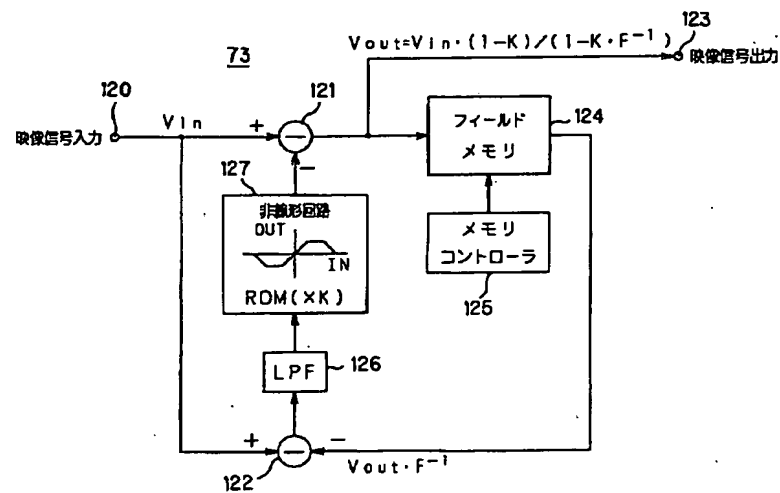 Vout=Vin·(1-K)/(1-K·F⁻¹)
123
映像信号出力
73
120
Vin
映像信号入力
+
121
−
−
フィールド
メモリ
124
127
非線形回路
OUT
IN
ROM(×K)
メモリ
コントローラ
125
LPF
126
+
−
−
122
Vout·F⁻¹